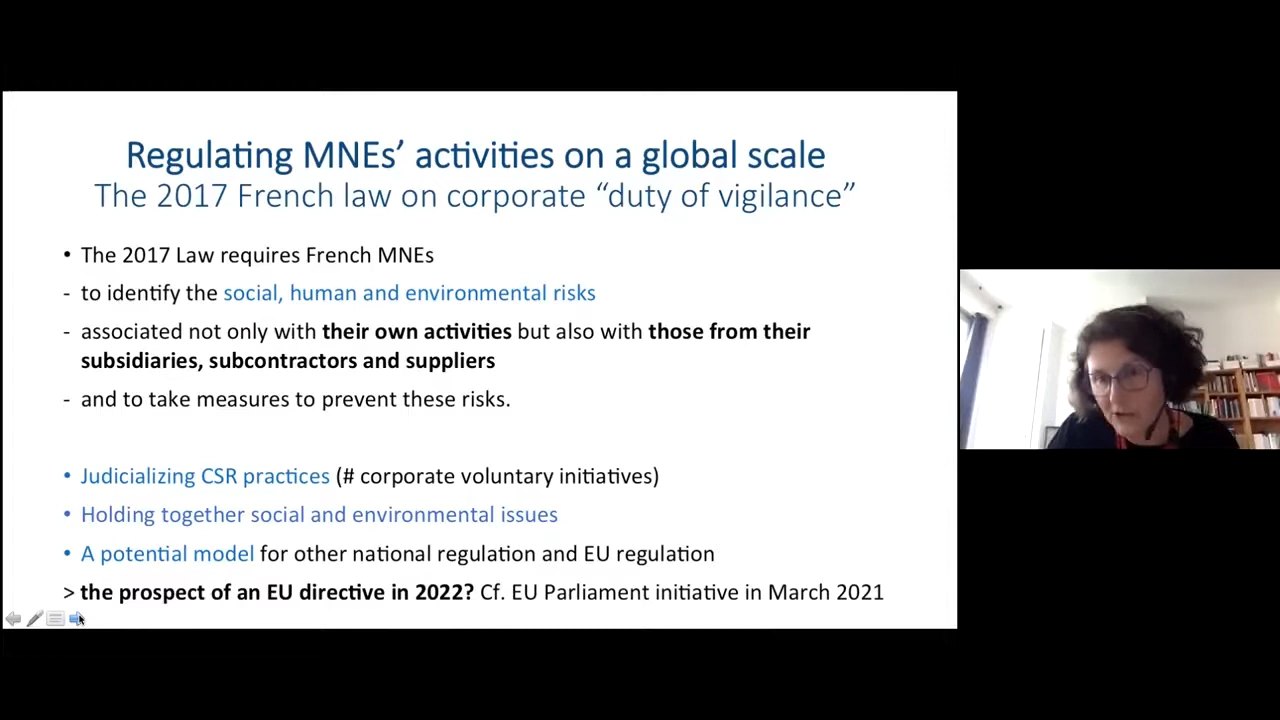 Regulating MNEs’ activities on a global scale
The 2017 French law on corporate “duty of vigilance”
• The 2017 Law requires French MNEs
- to identify the social, human and environmental risks
- associated not only with their own activities but also with those from their
subsidiaries, subcontractors and suppliers
- and to take measures to prevent these risks.
• Judicializing CSR practices (# corporate voluntary initiatives)
• Holding together social and environmental issues
• A potential model for other national regulation and EU regulation
> the prospect of an EU directive in 2022? Cf. EU Parliament initiative in March 2021